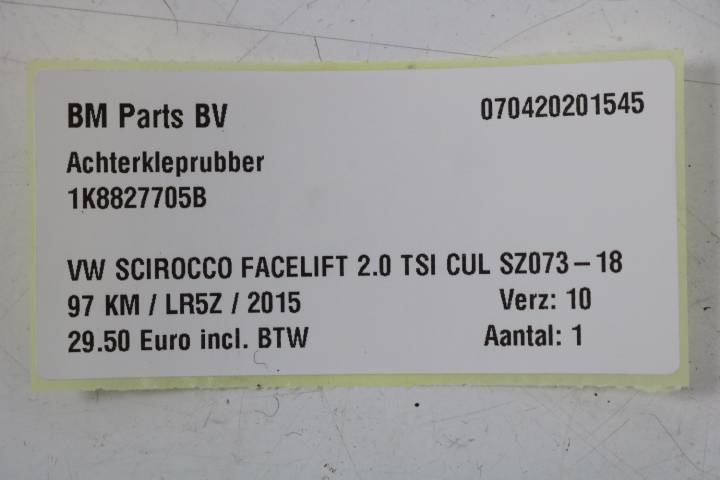 BM Parts BV 070420201545
Achterkleprubber
1K8827705B
VW SCIROCCO FACELIFT 2.0 TSI CUL SZ073-18
97 KM / LR5Z / 2015 Verz: 10
29.50 Euro incl. BTW Aantal: 1